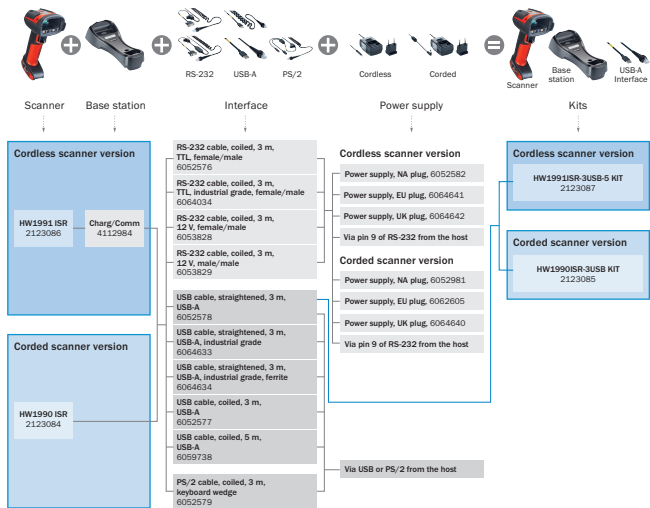 RS-232
USB-A
PS/2
Cordless
Corded
Scanner
Base
station
USB-A
Interface
Scanner
Base station
Interface
Power supply
Kits
Cordless scanner version
HW1991 ISR
2123086
Charg/Comm
4112984
Corded scanner version
HW1990 ISR
2123084
RS-232 cable, coiled, 3 m,
TTL, female/male
6052576
RS-232 cable, coiled, 3 m,
TTL, industrial grade, female/male
6064034
RS-232 cable, coiled, 3 m,
12 V, female/male
6053828
RS-232 cable, coiled, 3 m,
12 V, male/male
6053829
USB cable, straightened, 3 m,
USB-A
6052578
USB cable, straightened, 3 m,
USB-A, industrial grade
6064633
USB cable, straightened, 3 m,
USB-A, industrial grade, ferrite
6064634
USB cable, coiled, 3 m,
USB-A
6052577
USB cable, coiled, 5 m,
USB-A
6059738
PS/2 cable, coiled, 3 m,
keyboard wedge
6052579
Cordless scanner version
Power supply, NA plug, 6052582
Power supply, EU plug, 6064641
Power supply, UK plug, 6064642
Via pin 9 of RS-232 from the host
Corded scanner version
Power supply, NA plug, 6052981
Power supply, EU plug, 6062605
Power supply, UK plug, 6064640
Via pin 9 of RS-232 from the host
Via USB or PS/2 from the host
Cordless scanner version
HW1991ISR-3USB-5 KIT
2123087
Corded scanner version
HW1990ISR-3USB KIT
2123085